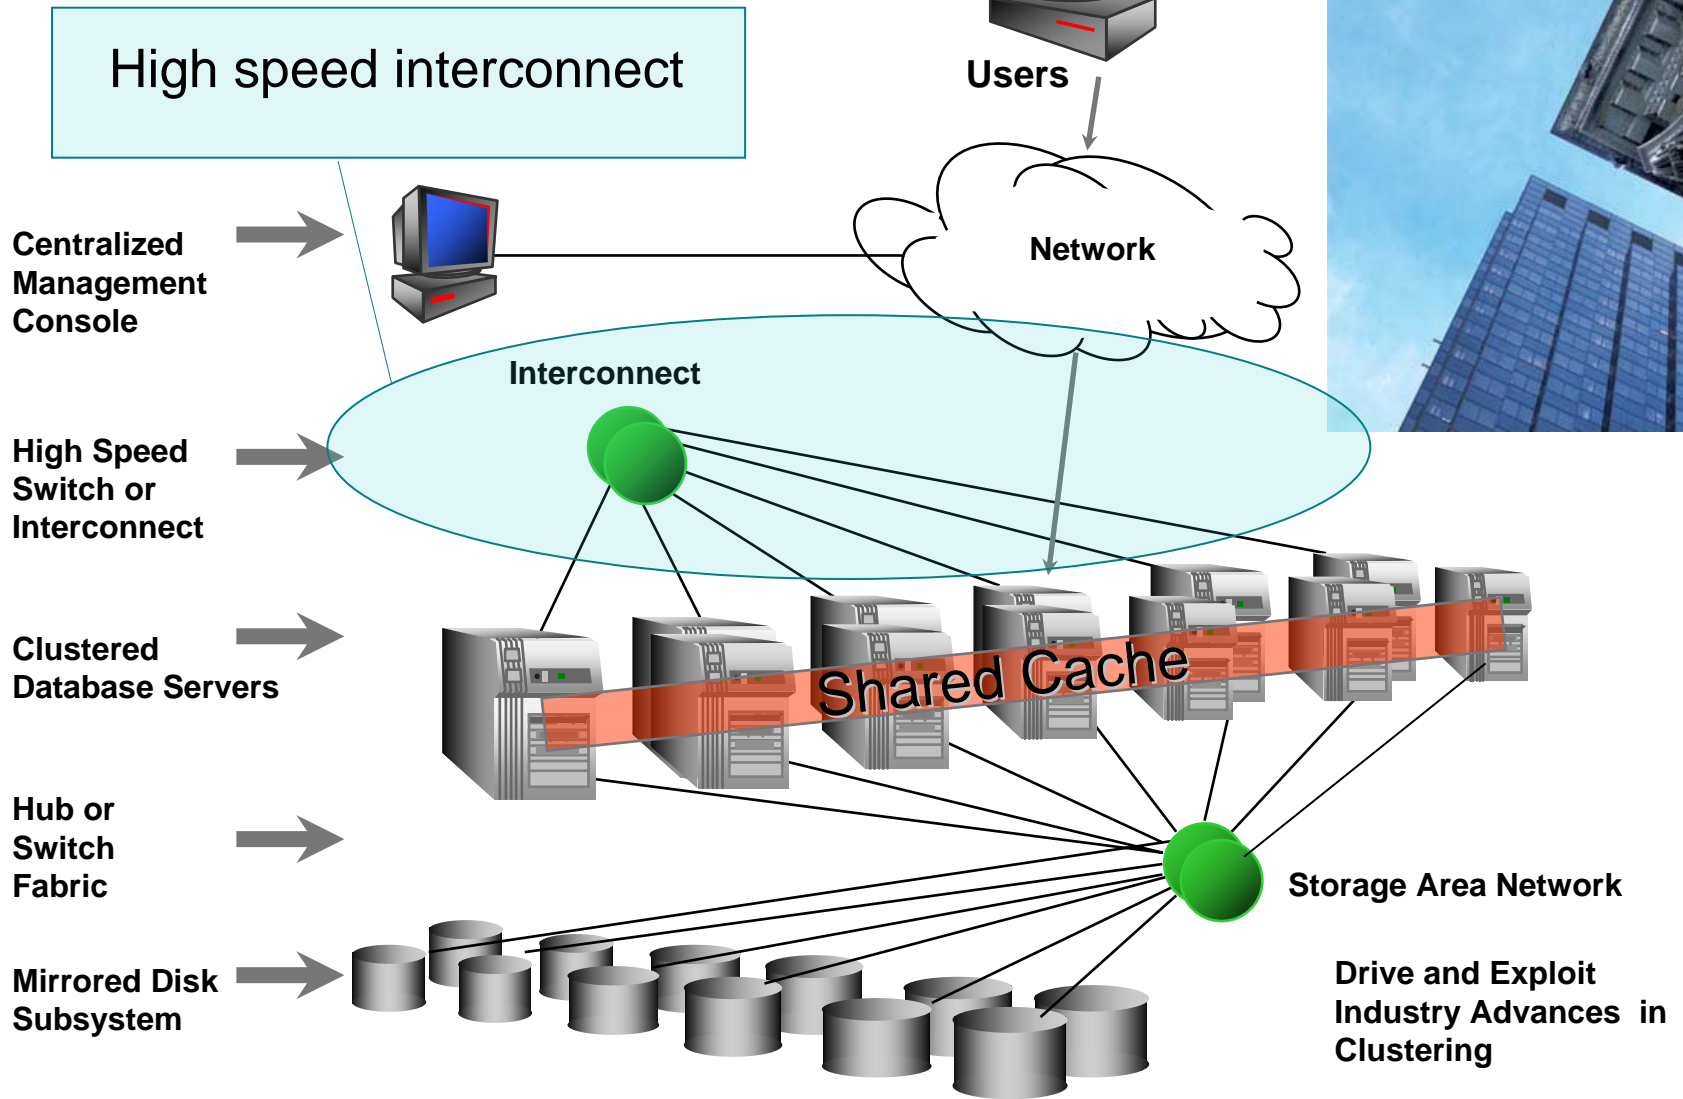 High speed interconnect
Users
Centralized
Management
Console
Network
Interconnect
High Speed
Switch or
Interconnect
Clustered
Database Servers
Shared Cache
Hub or
Switch
Fabric
Storage Area Network
Mirrored Disk
Subsystem
Drive and Exploit
Industry Advances in
Clustering